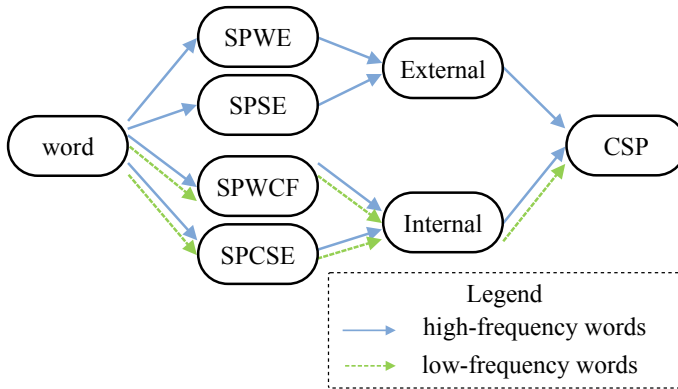 SPWE
External
SPSE
word
CSP
SPWCF
Internal
SPCSE
Legend
high-frequency words
low-frequency words